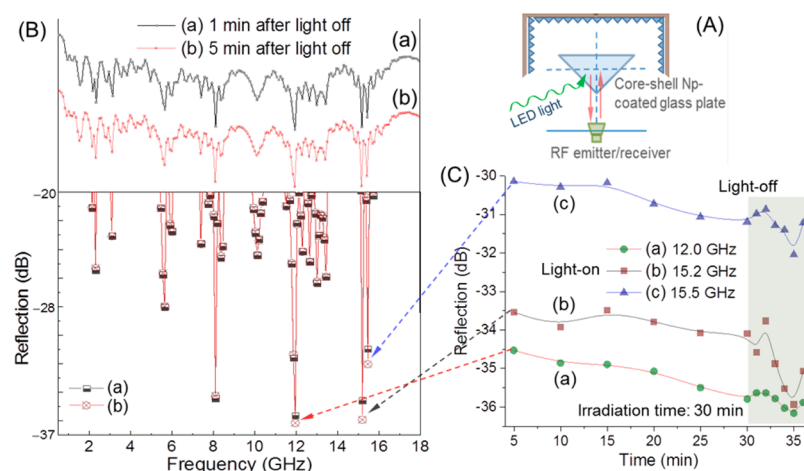 (B)
(a) 1 min after light off
(b) 5 min after light off
(a)
(b)
-20
-28
-37
Reflection (dB)
(a)
(b)
2 4 6 8 10 12 14 16 18
Frequency (GHz)
(A)
Core-shell Np-
coated glass plate
LED light
RF emitter/receiver
(C)
-30
-31
-32
-33
-34
-35
-36
Reflection (dB)
Light-off
(c)
(a) 12.0 GHz
Light-on
(b) 15.2 GHz
(c) 15.5 GHz
(b)
(a)
Irradiation time: 30 min
5 10 15 20 25 30 35
Time (min)